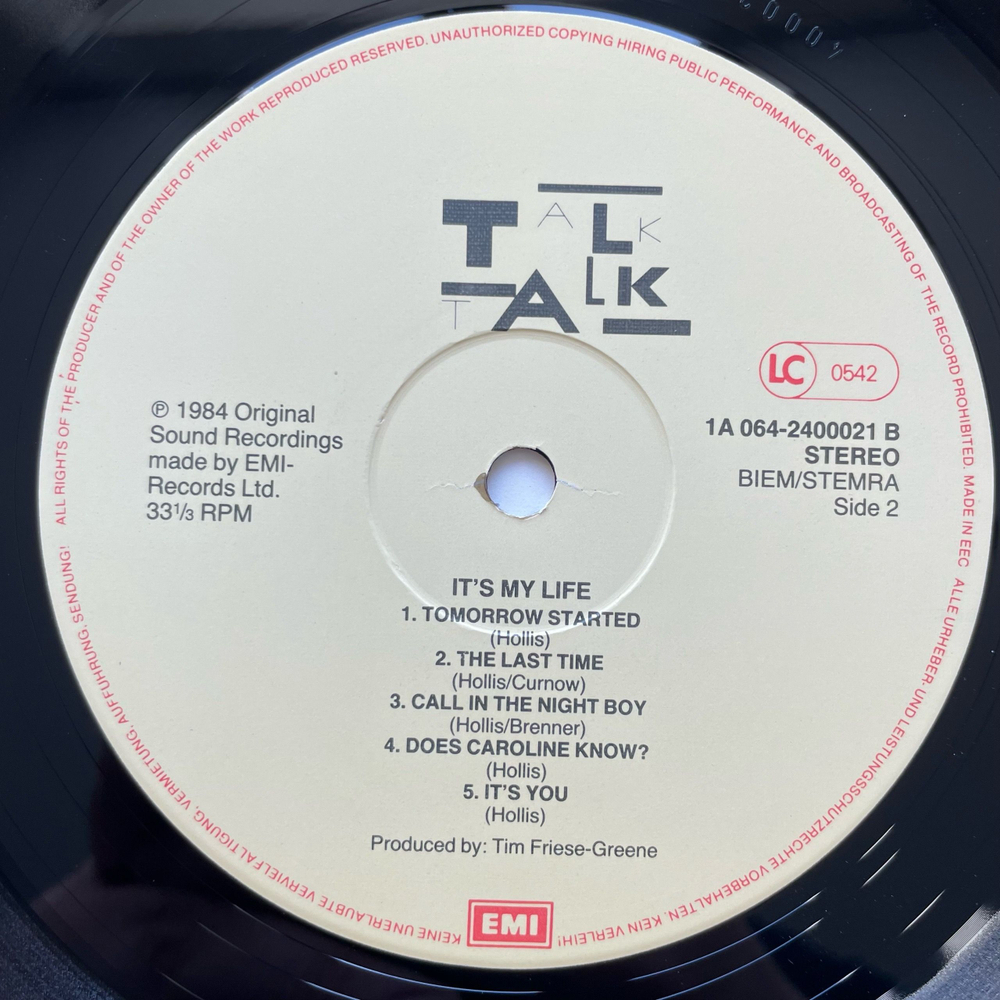 ALL RIGHTS OF THE PRODUCER AND OF THE OWNER OF THE WORK REPRODUCED RESERVED. UNAUTHORIZED COPYING HIRING PUBLIC PERFORMANCE AND BROADCASTING OF THE RECORD PROHIBITED. MADE IN EEC
TALK
TALK
LC 0542
℗ 1984 Original
Sound Recordings
made by EMI-
Records Ltd.
33⅓ RPM
1A 064-2400021 B
STEREO
BIEM/STEMRA
Side 2
IT'S MY LIFE
1. TOMORROW STARTED
(Hollis)
2. THE LAST TIME
(Hollis/Curnow)
3. CALL IN THE NIGHT BOY
(Hollis/Brenner)
4. DOES CAROLINE KNOW?
(Hollis)
5. IT'S YOU
(Hollis)
Produced by: Tim Friese-Greene
EMI
ALLE URHEBER- UND LEISTUNGSSCHUTZRECHTE VORBEHALTEN. KEIN VERLEIH! KEINE UNERLAUBTE VERVIELFÄLTIGUNG, VERMIETUNG, AUFFÜHRUNG, SENDUNG!